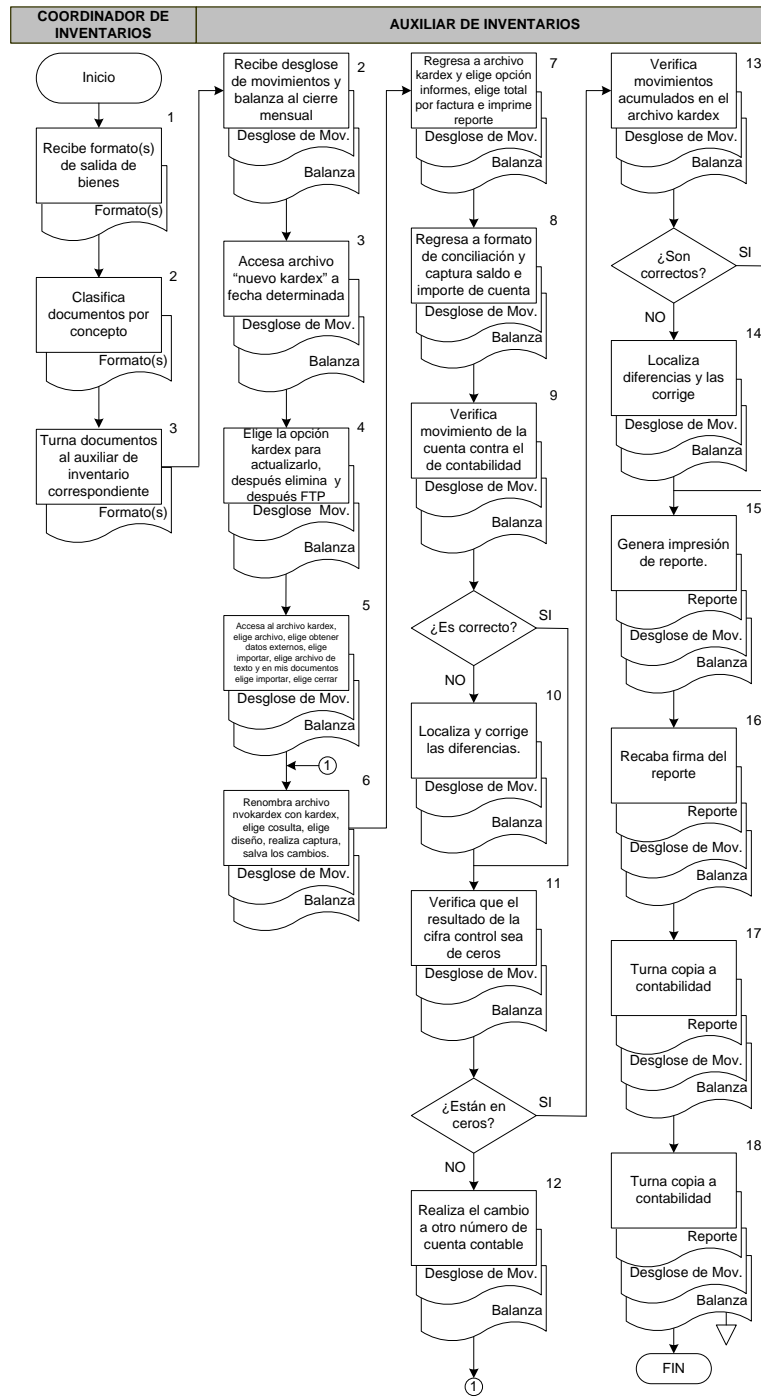 COORDINADOR DE
INVENTARIOS
AUXILIAR DE INVENTARIOS
Inicio
1
Recibe formato(s)
de salida de
bienes
Formato(s)
2
Clasifica
documentos por
concepto
Formato(s)
3
Turna documentos
al auxiliar de
inventario
correspondiente
Formato(s)
2
Recibe desglose
de movimientos y
balanza al cierre
mensual
Desglose de Mov.
Balanza
3
Accesa archivo
“nuevo kardex” a
fecha determinada
Desglose de Mov.
Balanza
4
Elige la opción
kardex para
actualizarlo,
después elimina y
después FTP
Desglose Mov.
Balanza
5
Accesa al archivo kardex,
elige archivo, elige obtener
datos externos, elige
importar, elige archivo de
texto y en mis documentos
elige importar, elige cerrar
Desglose de Mov.
Balanza
1
6
Renombra archivo
nvokardex con kardex,
elige cosulta, elige
diseño, realiza captura,
salva los cambios.
Desglose de Mov.
Balanza
7
Regresa a archivo
kardex y elige opción
informes, elige total
por factura e imprime
reporte
Desglose de Mov.
Balanza
8
Regresa a formato
de conciliación y
captura saldo e
importe de cuenta
Desglose de Mov.
Balanza
9
Verifica
movimiento de la
cuenta contra el
de contabilidad
Desglose de Mov.
Balanza
¿Es correcto?
SI
NO
10
Localiza y corrige
las diferencias.
Desglose de Mov.
Balanza
11
Verifica que el
resultado de la
cifra control sea
de ceros
Desglose de Mov.
Balanza
¿Están en
ceros?
SI
NO
12
Realiza el cambio
a otro número de
cuenta contable
Desglose de Mov.
Balanza
1
13
Verifica
movimientos
acumulados en el
archivo kardex
Desglose de Mov.
Balanza
¿Son
correctos?
SI
NO
14
Localiza
diferencias y las
corrige
Desglose de Mov.
Balanza
15
Genera impresión
de reporte.
Reporte
Desglose de Mov.
Balanza
16
Recaba firma del
reporte
Reporte
Desglose de Mov.
Balanza
17
Turna copia a
contabilidad
Reporte
Desglose de Mov.
Balanza
18
Turna copia a
contabilidad
Reporte
Desglose de Mov.
Balanza
FIN